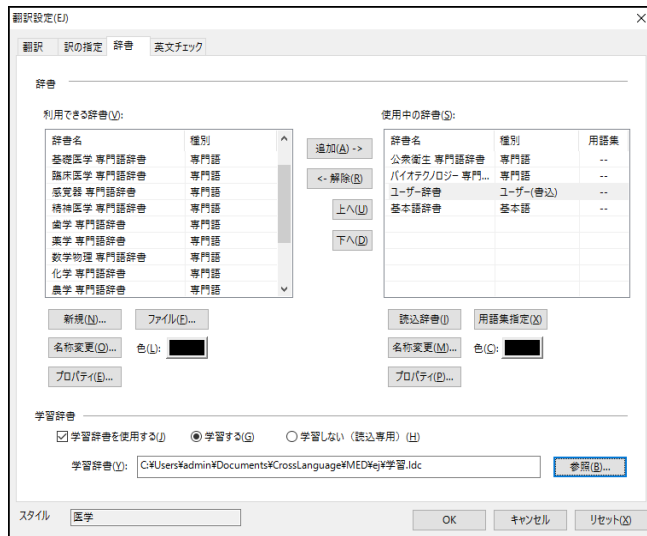 翻訳設定(EJ)
翻訳 訳の指定 辞書 英文チェック
辞書
利用できる辞書(V):
辞書名 種別
基礎医学 専門語辞書 専門語
臨床医学 専門語辞書 専門語
感覚器 専門語辞書 専門語
精神医学 専門語辞書 専門語
歯学 専門語辞書 専門語
薬学 専門語辞書 専門語
数学物理 専門語辞書 専門語
化学 専門語辞書 専門語
農学 専門語辞書 専門語
追加(A) ->
<- 解除(R)
上へ(U)
下へ(D)
使用中の辞書(S):
辞書名 種別 用語集
公衆衛生 専門語辞書 専門語 --
バイオテクノロジー 専門... 専門語 --
ユーザー辞書 ユーザー(書込) --
基本語辞書 基本語 --
新規(N)... ファイル(F)...
名称変更(O)... 色(L):
プロパティ(E)...
読込辞書(I) 用語集指定(X)
名称変更(M)... 色(C):
プロパティ(P)...
学習辞書
学習辞書を使用する(J) 学習する(G) 学習しない（読込専用）(H)
学習辞書(Y): C:¥Users¥admin¥Documents¥CrossLanguage¥MED¥ej¥学習.ldc 参照(B)...
スタイル 医学 OK キャンセル リセット(X)